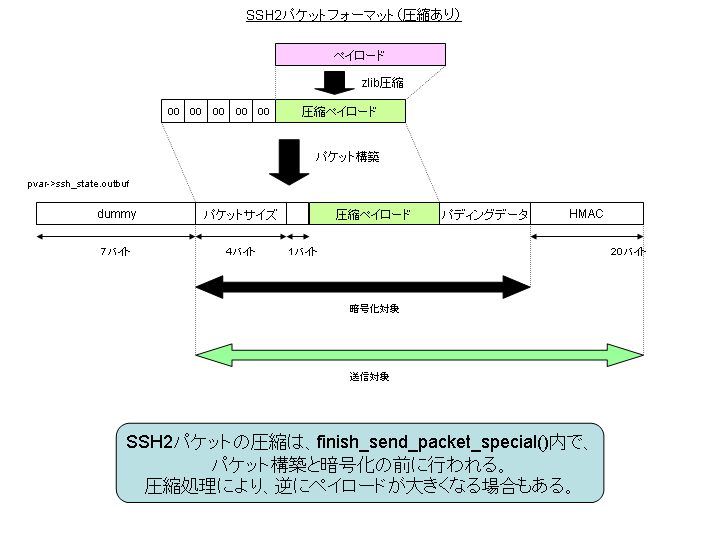 SSH2パケットフォーマット（圧縮あり）
ペイロード
zlib圧縮
00 00 00 00 00 圧縮ペイロード
パケット構築
pvar->ssh_state.outbuf
dummy パケットサイズ 圧縮ペイロード パディングデータ HMAC
7バイト 4バイト 1バイト 20バイト
暗号化対象
送信対象
SSH2パケットの圧縮は、finish_send_packet_special()内で、
パケット構築と暗号化の前に行われる。
圧縮処理により、逆にペイロードが大きくなる場合もある。